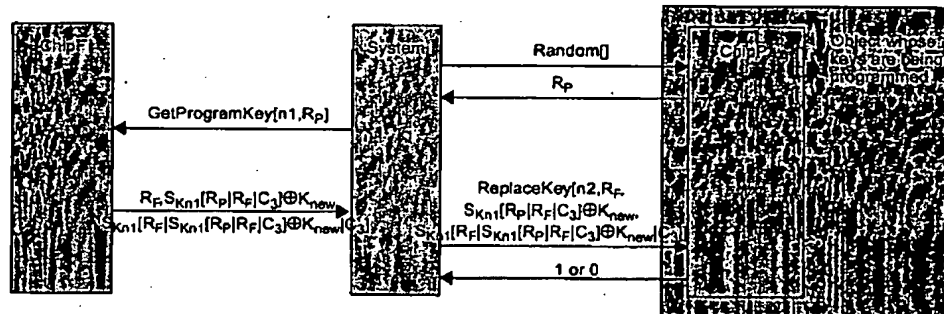 ChipF
System
ChipP
Object whose
keys are being
programmed
Random[]
R_P
GetProgramKey[n1,R_P]
R_F,S_Kn1[R_P|R_F|C_3]⊕K_new
S_Kn1[R_F|S_Kn1[R_P|R_F|C_3]⊕K_new|C_3]
ReplaceKey[n2,R_F,
S_Kn1[R_P|R_F|C_3]⊕K_new,
S_Kn1[R_F|S_Kn1[R_P|R_F|C_3]⊕K_new|C_3]
1 or 0